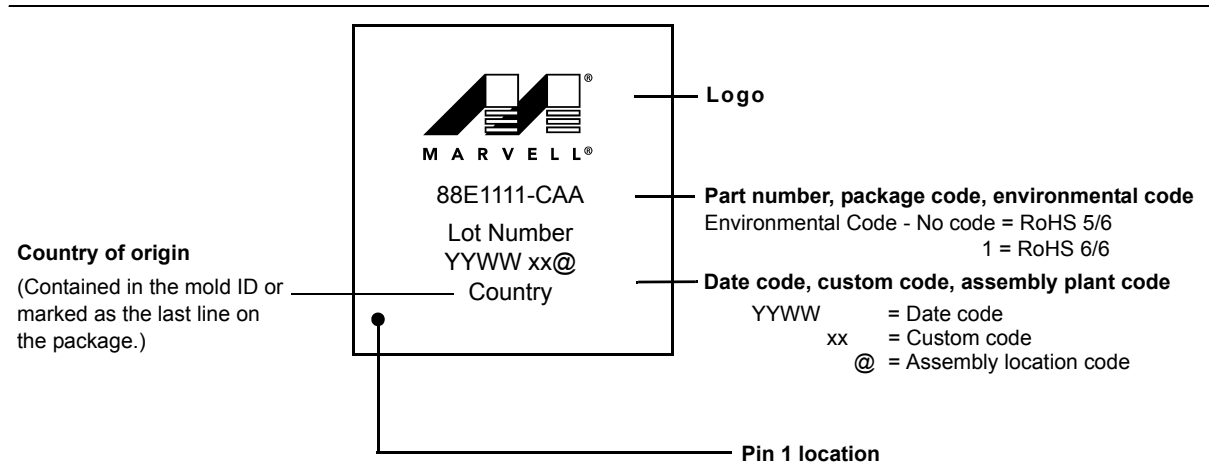 ®
MARVELL®
88E1111-CAA
Lot Number
YYWW xx@
Country
Logo
Part number, package code, environmental code
Environmental Code - No code = RoHS 5/6
1 = RoHS 6/6
Date code, custom code, assembly plant code
YYWW = Date code
xx = Custom code
@ = Assembly location code
Country of origin
(Contained in the mold ID or
marked as the last line on
the package.)
Pin 1 location